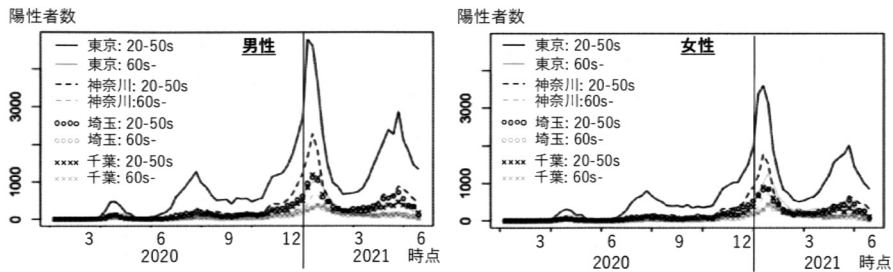 陽性者数
男性
東京: 20-50s
東京: 60s-
神奈川: 20-50s
神奈川:60s-
埼玉: 20-50s
埼玉: 60s-
千葉: 20-50s
千葉: 60s-
3000
1000
0
3 6 9 12 3 6
2020 2021 時点
陽性者数
女性
東京: 20-50s
東京: 60s-
神奈川: 20-50s
神奈川:60s-
埼玉: 20-50s
埼玉: 60s-
千葉: 20-50s
千葉: 60s-
3000
1000
0
3 6 9 12 3 6
2020 2021 時点